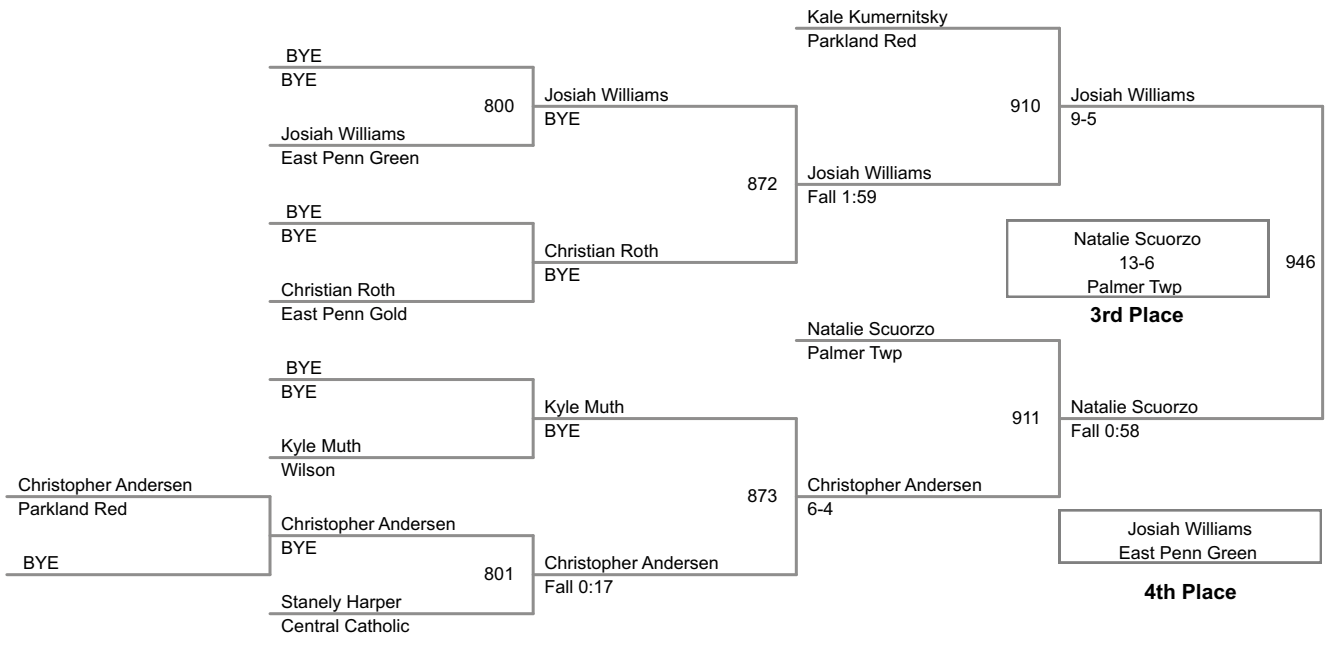 Kale Kumernitsky
Parkland Red
BYE
BYE
800
Josiah Williams
BYE
910
Josiah Williams
9-5
Josiah Williams
East Penn Green
872
Josiah Williams
Fall 1:59
BYE
BYE
Christian Roth
BYE
Natalie Scuorzo
13-6
Palmer Twp
946
3rd Place
Christian Roth
East Penn Gold
Natalie Scuorzo
Palmer Twp
BYE
BYE
Kyle Muth
BYE
911
Natalie Scuorzo
Fall 0:58
Kyle Muth
Wilson
Christopher Andersen
Parkland Red
873
Christopher Andersen
6-4
Christopher Andersen
BYE
Josiah Williams
East Penn Green
BYE
801
Christopher Andersen
Fall 0:17
4th Place
Stanely Harper
Central Catholic